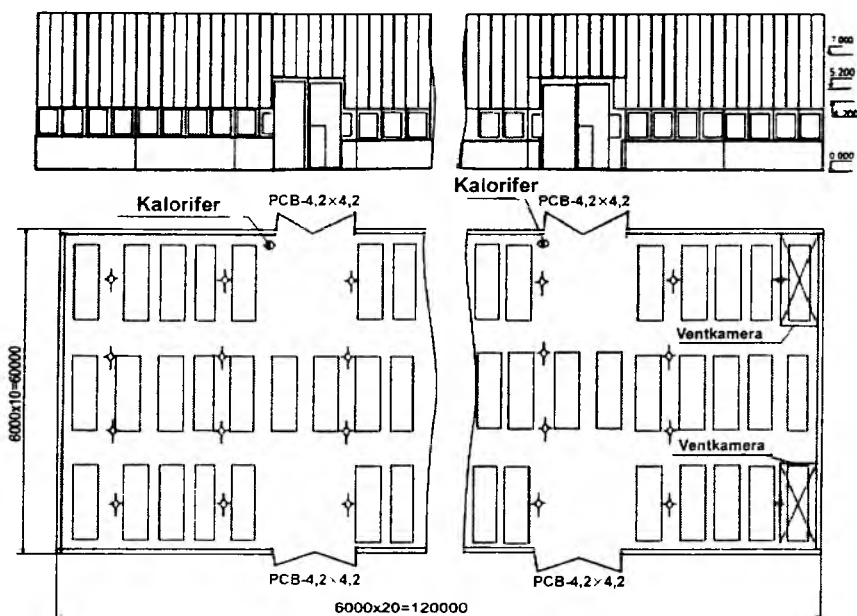 7.000
5.200
4.200
0.000
Kalorifer
PCB-4,2×4,2
Kalorifer
PCB-4,2×4,2
Ventkamera
6000x10=60000
Ventkamera
PCB-4,2×4,2
PCB-4,2×4,2
6000x20=120000